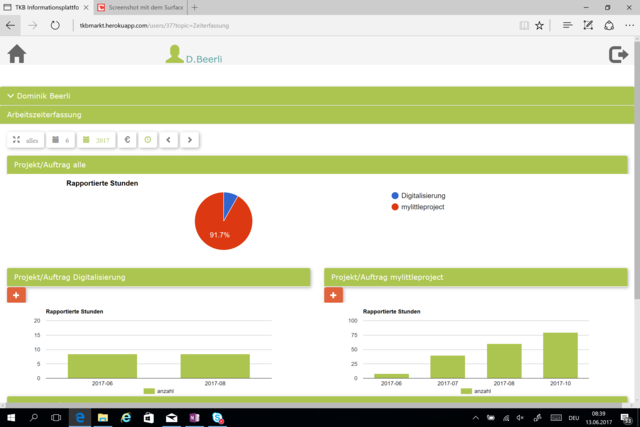 TKB Informationsplattfo
Screenshot mit dem Surface
tkbmarkt.herokuapp.com/users/37?topic=Zeiterfassung
D.Beerli
Dominik Beerli
Arbeitszeiterfassung
alles 6 2017 €
Projekt/Auftrag alle
Rapportierte Stunden
Digitalisierung
mylittleproject
91.7%
Projekt/Auftrag Digitalisierung
Projekt/Auftrag mylittleproject
Rapportierte Stunden
20
15
10
5
0
2017-06 2017-08
anzahl
Rapportierte Stunden
100
75
50
25
0
2017-06 2017-07 2017-08 2017-10
anzahl
DEU
08:39
13.06.2017